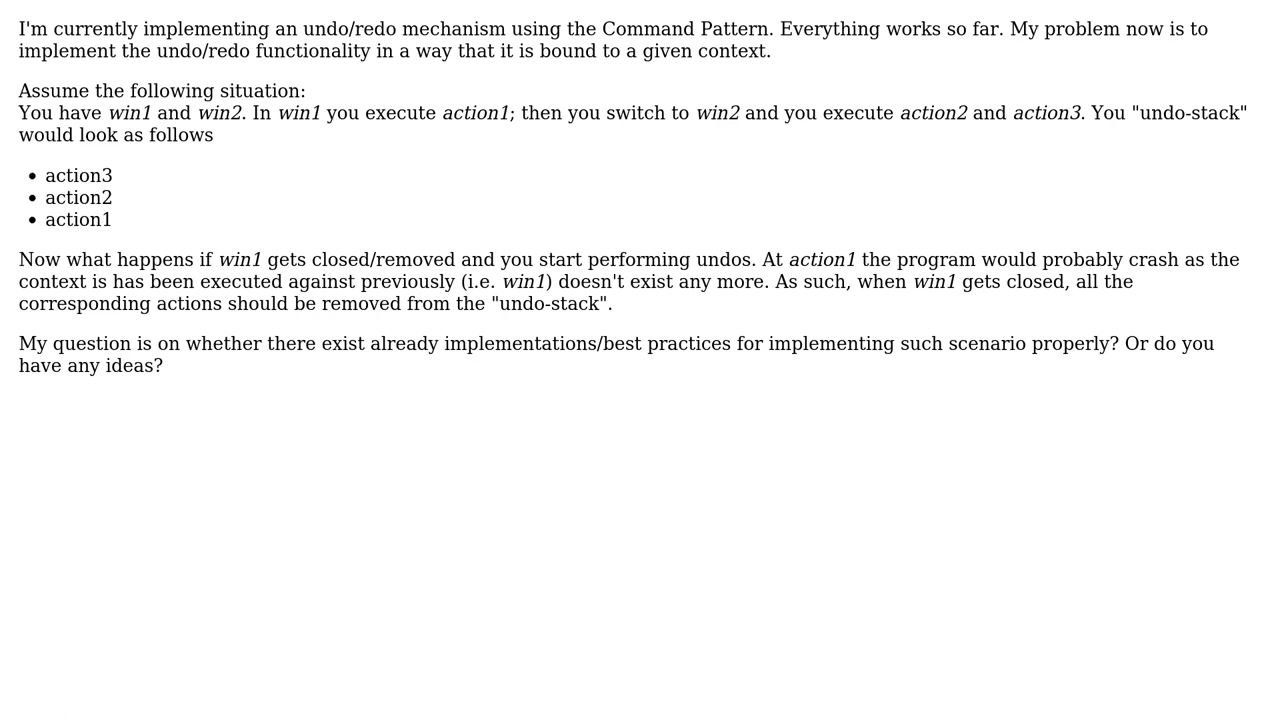 I'm currently implementing an undo/redo mechanism using the Command Pattern. Everything works so far. My problem now is to
implement the undo/redo functionality in a way that it is bound to a given context.
Assume the following situation:
You have win1 and win2. In win1 you execute action1; then you switch to win2 and you execute action2 and action3. You "undo-stack"
would look as follows
• action3
• action2
• action1
Now what happens if win1 gets closed/removed and you start performing undos. At action1 the program would probably crash as the
context is has been executed against previously (i.e. win1) doesn't exist any more. As such, when win1 gets closed, all the
corresponding actions should be removed from the "undo-stack".
My question is on whether there exist already implementations/best practices for implementing such scenario properly? Or do you
have any ideas?